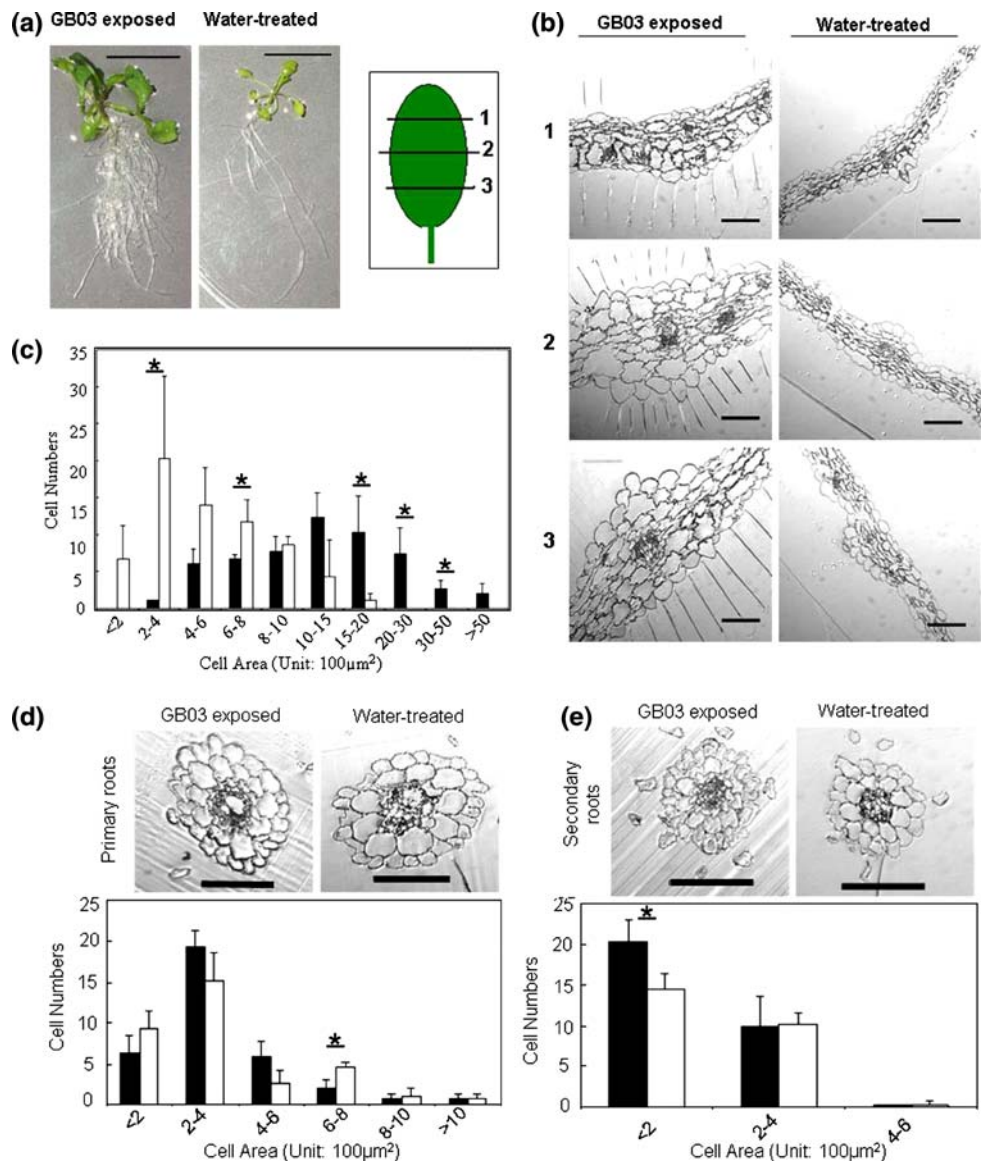 (a)
GB03 exposed Water-treated
1
2
3
(b)
GB03 exposed Water-treated
1
2
3
(c)
Cell Numbers
35
30
25
20
15
10
5
0
*
*
*
*
*
<2 2-4 4-6 6-8 8-10 10-15 15-20 20-30 30-50 >50
Cell Area (Unit: 100µm²)
(d)
GB03 exposed Water-treated
Primary roots
Cell Numbers
25
20
15
10
5
0
*
<2 2-4 4-6 6-8 8-10 >10
Cell Area (Unit: 100µm²)
(e)
GB03 exposed Water-treated
Secondary
roots
Cell Numbers
25
20
15
10
5
0
*
<2 2-4 4-6
Cell Area (Unit: 100µm²)